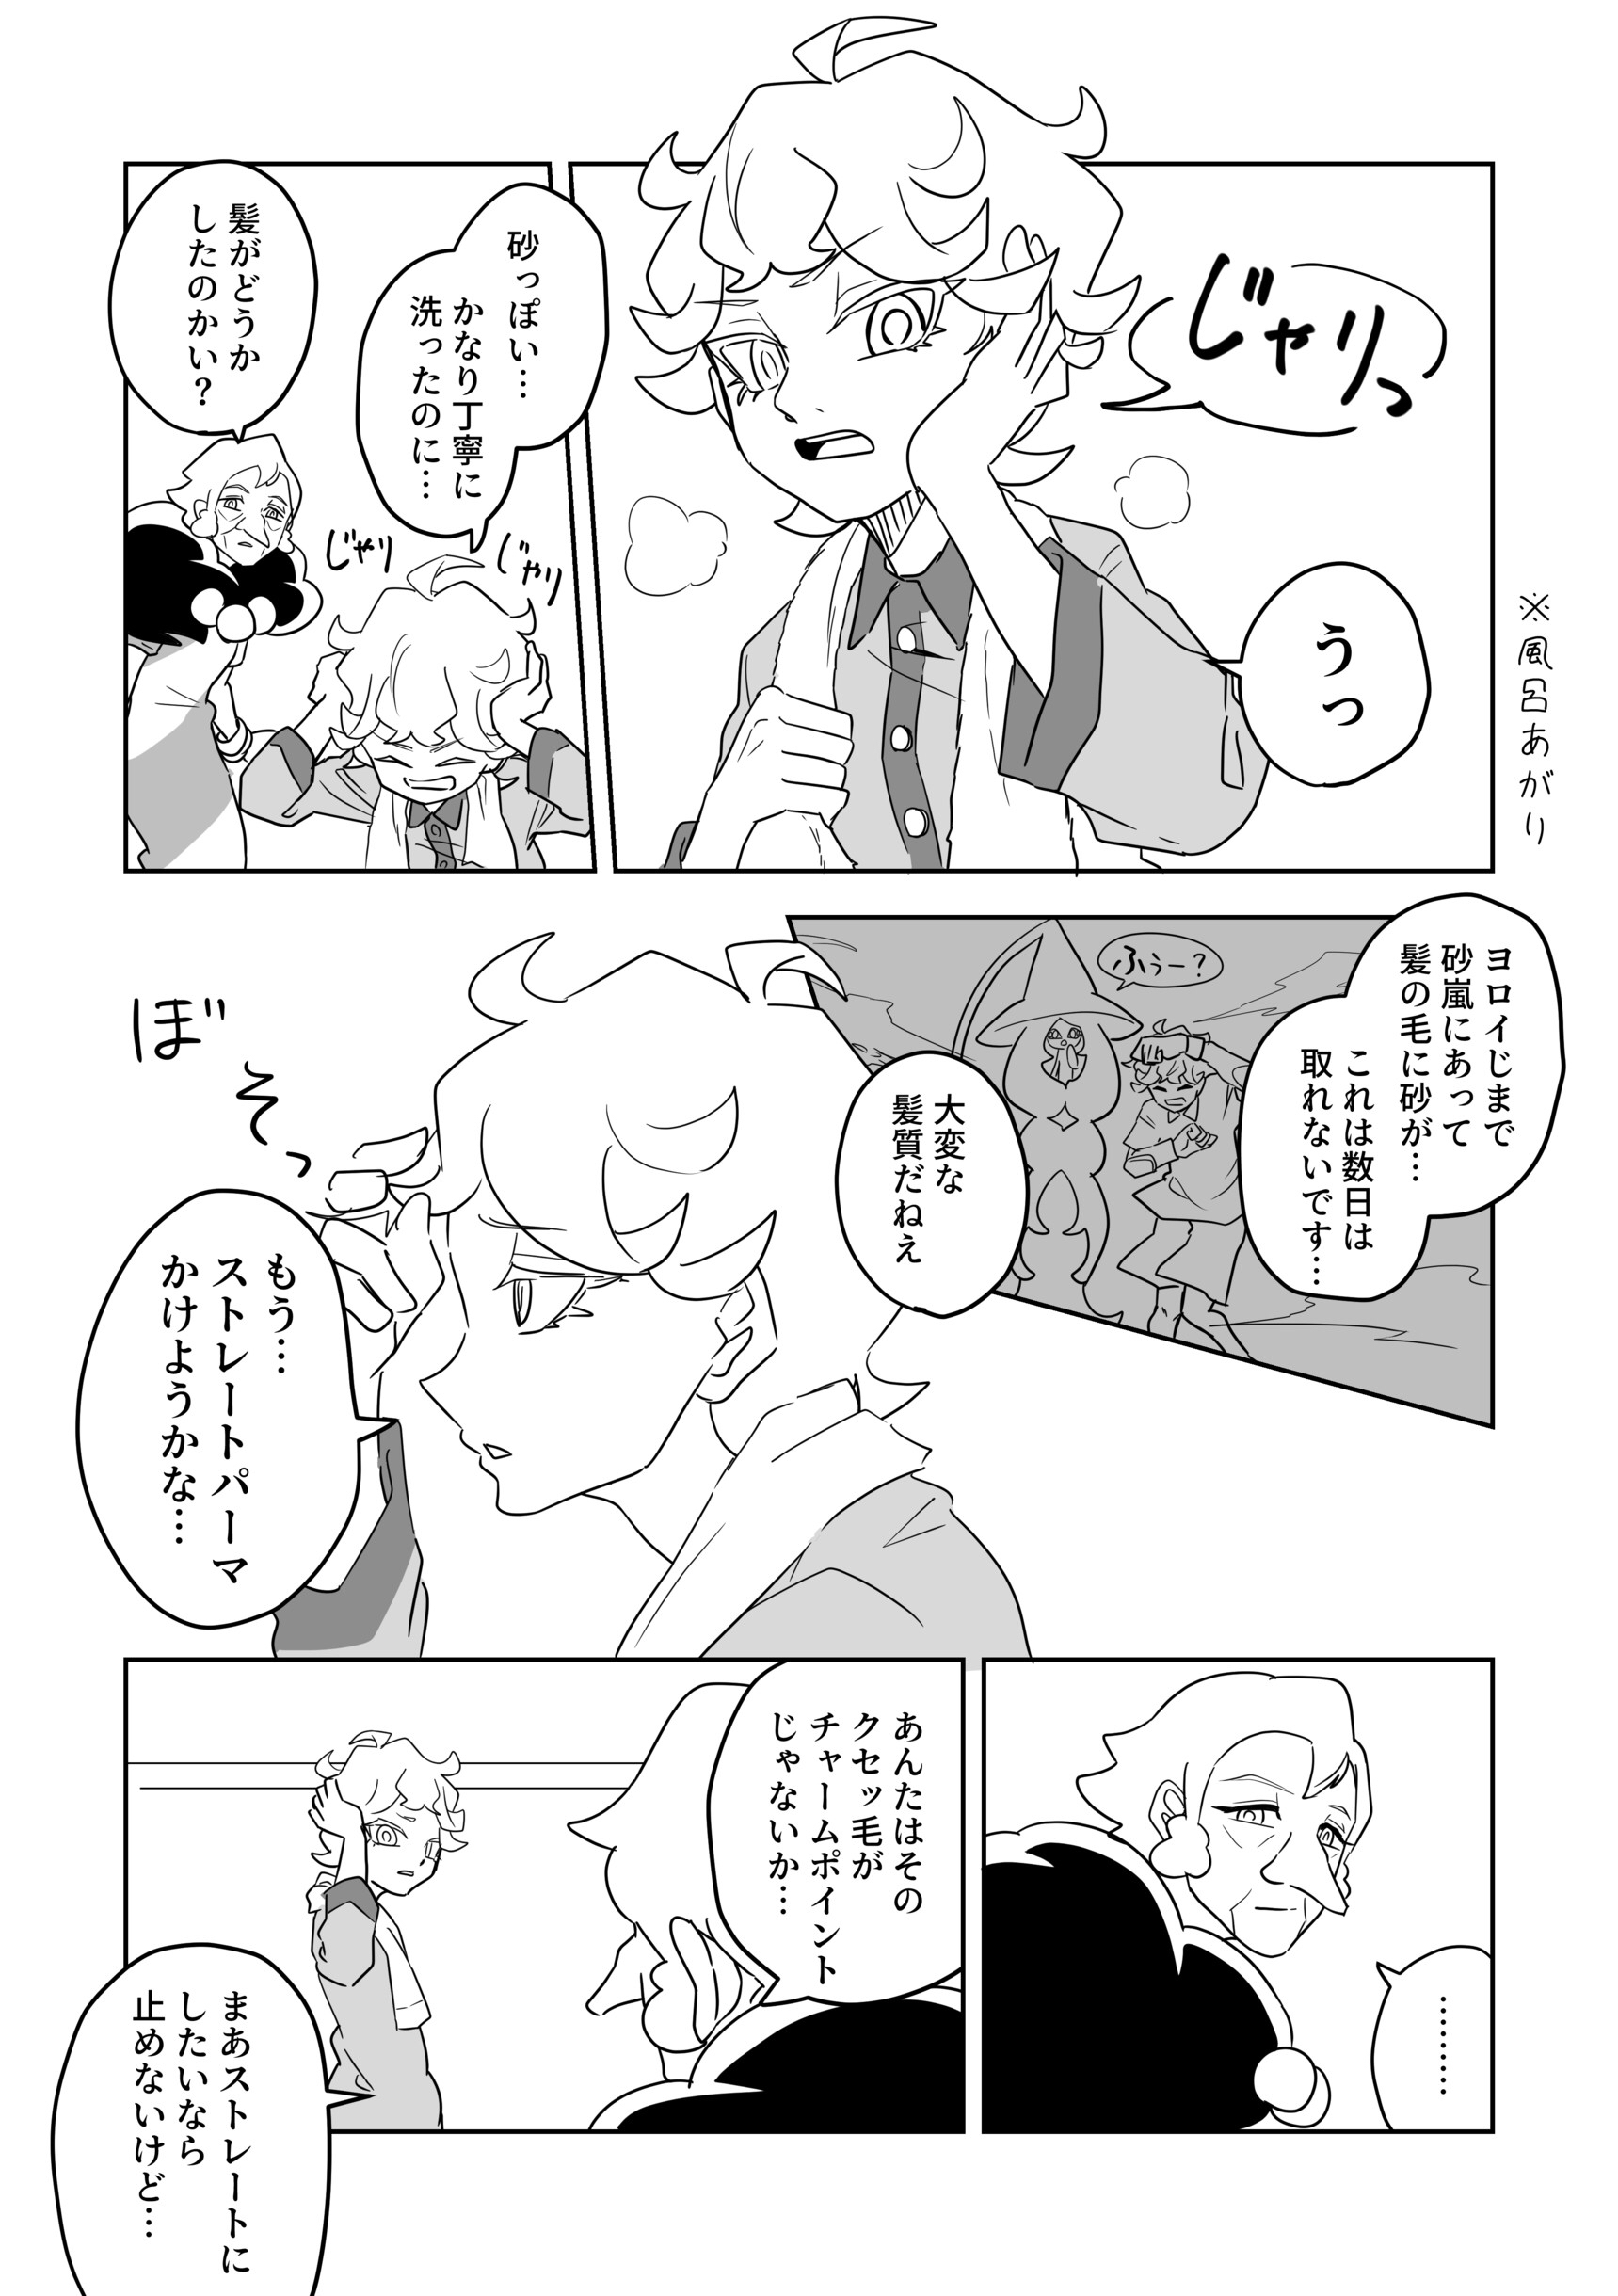 ※風呂あがり
じゃりっ
うっ
砂っぽい…
かなり丁寧に
洗ったのに…
じゃり
じゃり
髪がどうか
したのかい？
ヨロイじまで
砂嵐にあって
髪の毛に砂が…
これは数日は
取れないです…
ふぅー？
大変な
髪質だねえ
ぼそっ
もう…
ストレートパーマ
かけようかな…
………
あんたはその
クセッ毛が
チャームポイント
じゃないか…
まあストレートに
したいなら
止めないけど…